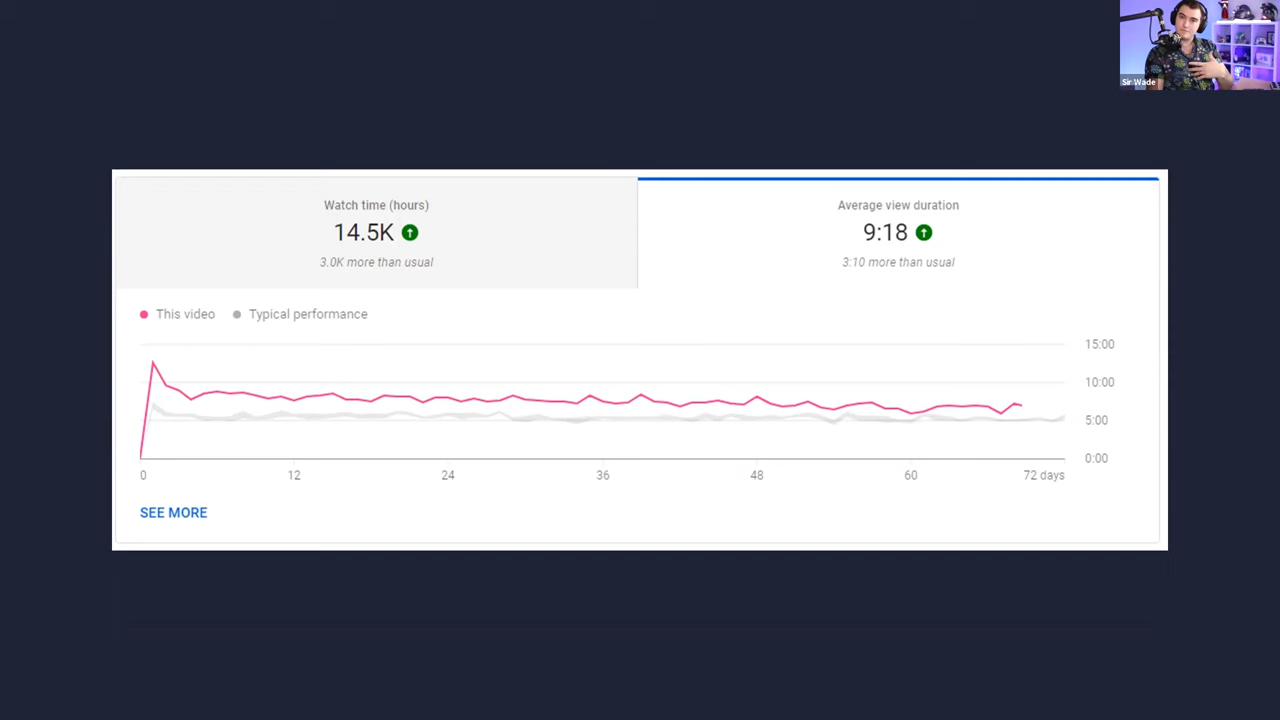 Sir Wade
Watch time (hours)
14.5K
3.0K more than usual
Average view duration
9:18
3:10 more than usual
This video
Typical performance
15:00
10:00
5:00
0:00
0 12 24 36 48 60 72 days
SEE MORE